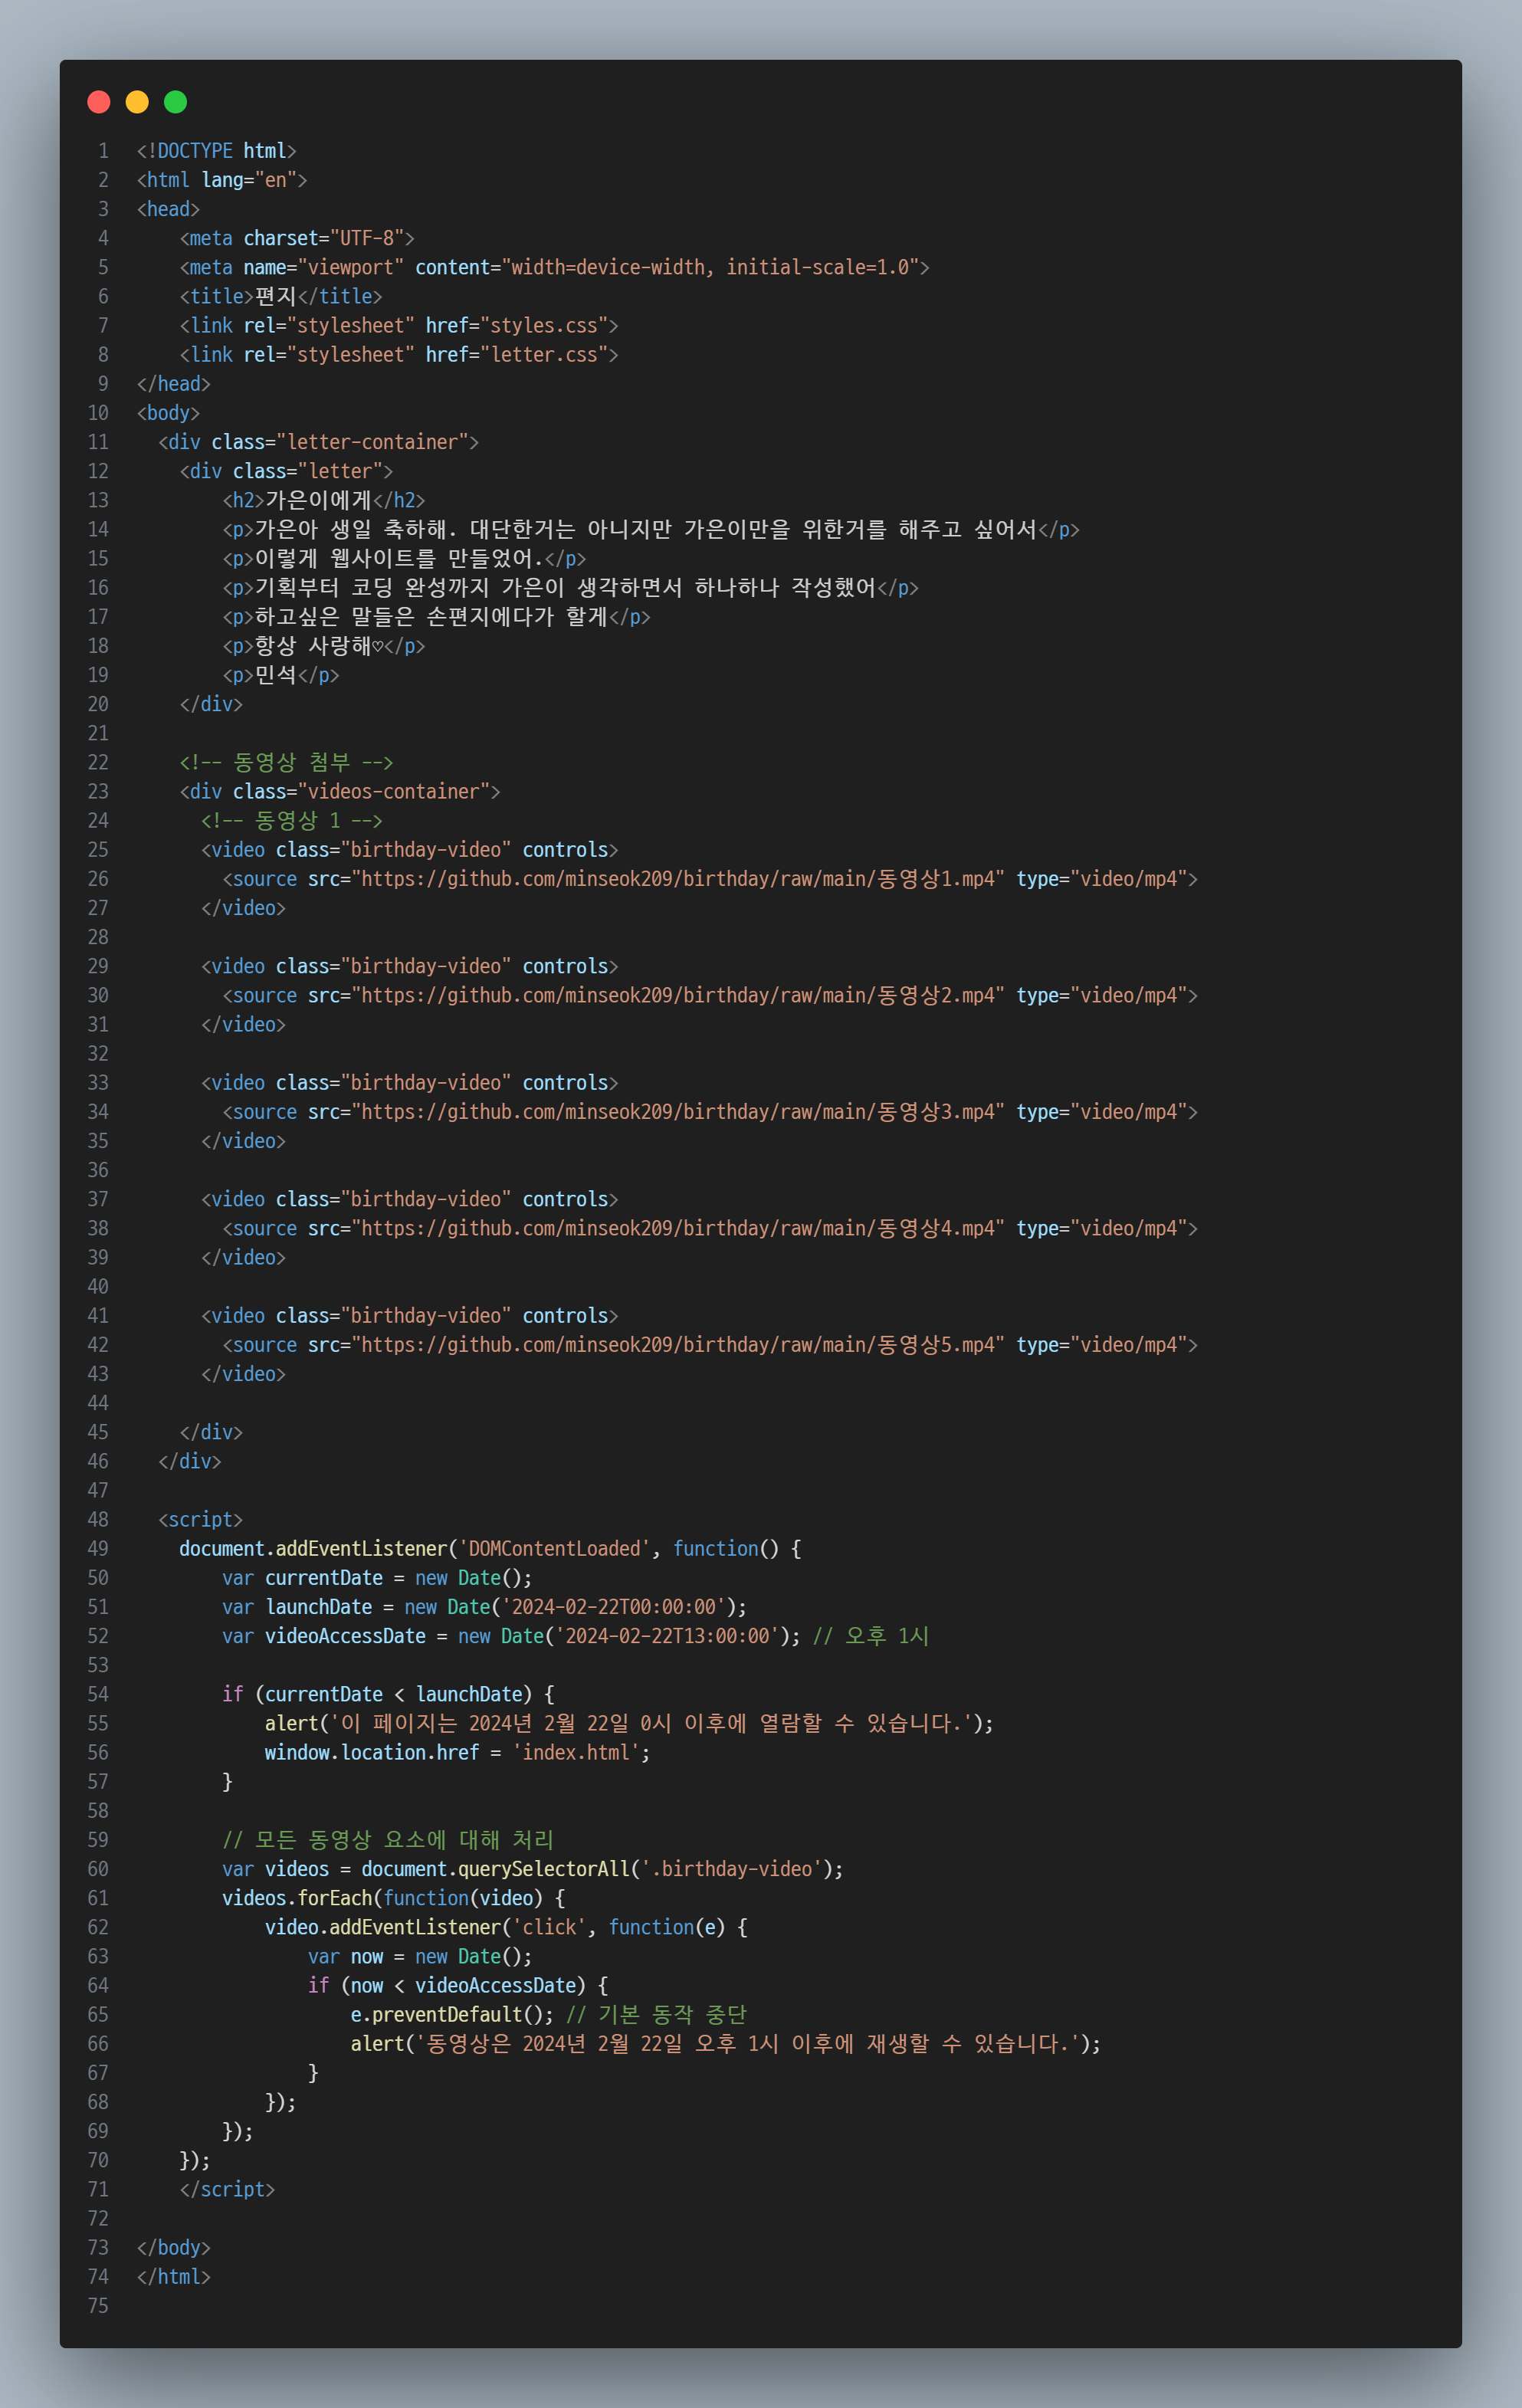 1 <!DOCTYPE html>
2 <html lang="en">
3 <head>
4     <meta charset="UTF-8">
5     <meta name="viewport" content="width=device-width, initial-scale=1.0">
6     <title>편지</title>
7     <link rel="stylesheet" href="styles.css">
8     <link rel="stylesheet" href="letter.css">
9 </head>
10 <body>
11   <div class="letter-container">
12     <div class="letter">
13         <h2>가은이에게</h2>
14         <p>가은아 생일 축하해. 대단한거는 아니지만 가은이만을 위한거를 해주고 싶어서</p>
15         <p>이렇게 웹사이트를 만들었어.</p>
16         <p>기획부터 코딩 완성까지 가은이 생각하면서 하나하나 작성했어</p>
17         <p>하고싶은 말들은 손편지에다가 할게</p>
18         <p>항상 사랑해♡</p>
19         <p>민석</p>
20     </div>
21
22     <!-- 동영상 첨부 -->
23     <div class="videos-container">
24       <!-- 동영상 1 -->
25       <video class="birthday-video" controls>
26         <source src="https://github.com/minseok209/birthday/raw/main/동영상1.mp4" type="video/mp4">
27       </video>
28
29       <video class="birthday-video" controls>
30         <source src="https://github.com/minseok209/birthday/raw/main/동영상2.mp4" type="video/mp4">
31       </video>
32
33       <video class="birthday-video" controls>
34         <source src="https://github.com/minseok209/birthday/raw/main/동영상3.mp4" type="video/mp4">
35       </video>
36
37       <video class="birthday-video" controls>
38         <source src="https://github.com/minseok209/birthday/raw/main/동영상4.mp4" type="video/mp4">
39       </video>
40
41       <video class="birthday-video" controls>
42         <source src="https://github.com/minseok209/birthday/raw/main/동영상5.mp4" type="video/mp4">
43       </video>
44
45     </div>
46   </div>
47
48   <script>
49     document.addEventListener('DOMContentLoaded', function() {
50         var currentDate = new Date();
51         var launchDate = new Date('2024-02-22T00:00:00');
52         var videoAccessDate = new Date('2024-02-22T13:00:00'); // 오후 1시
53
54         if (currentDate < launchDate) {
55             alert('이 페이지는 2024년 2월 22일 0시 이후에 열람할 수 있습니다.');
56             window.location.href = 'index.html';
57         }
58
59         // 모든 동영상 요소에 대해 처리
60         var videos = document.querySelectorAll('.birthday-video');
61         videos.forEach(function(video) {
62             video.addEventListener('click', function(e) {
63                 var now = new Date();
64                 if (now < videoAccessDate) {
65                     e.preventDefault(); // 기본 동작 중단
66                     alert('동영상은 2024년 2월 22일 오후 1시 이후에 재생할 수 있습니다.');
67                 }
68             });
69         });
70     });
71     </script>
72
73 </body>
74 </html>
75